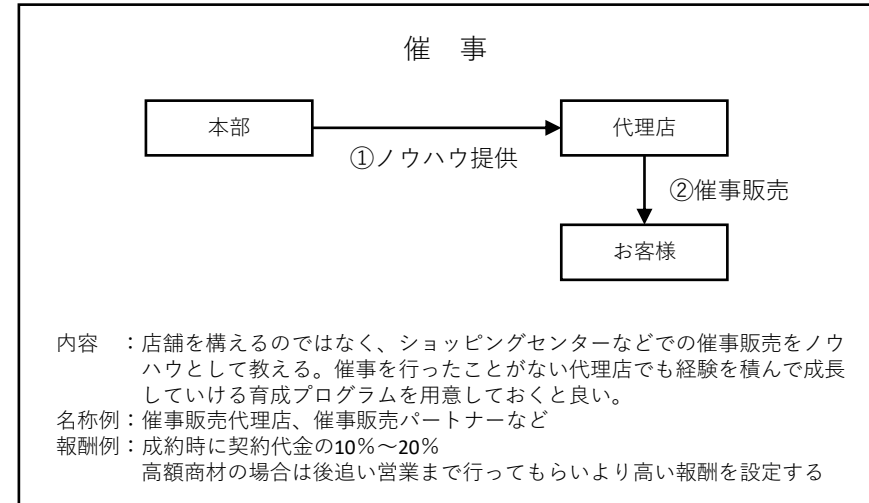 催　事
本部
代理店
①ノウハウ提供
②催事販売
お客様
内容　：店舗を構えるのではなく、ショッピングセンターなどでの催事販売をノウ
ハウとして教える。催事を行ったことがない代理店でも経験を積んで成長
していける育成プログラムを用意しておくと良い。
名称例：催事販売代理店、催事販売パートナーなど
報酬例：成約時に契約代金の10%～20%
高額商材の場合は後追い営業まで行ってもらいより高い報酬を設定する